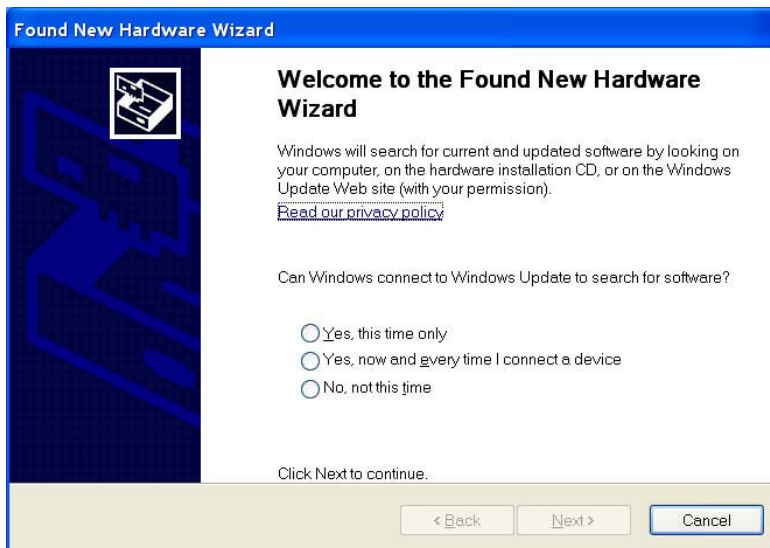 Found New Hardware Wizard
Welcome to the Found New Hardware
Wizard
Windows will search for current and updated software by looking on
your computer, on the hardware installation CD, or on the Windows
Update Web site (with your permission).
Read our privacy policy
Can Windows connect to Windows Update to search for software?
Yes, this time only
Yes, now and every time I connect a device
No, not this time
Click Next to continue.
< Back Next > Cancel